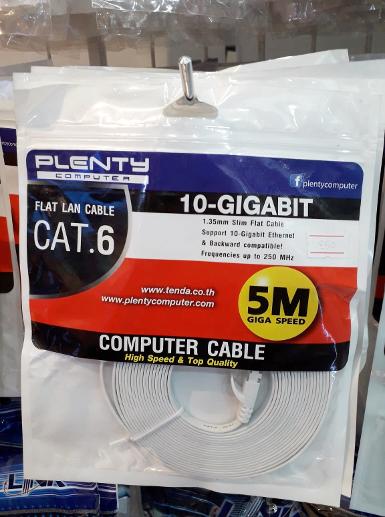 PLENTY
COMPUTER
plentycomputer
FLAT LAN CABLE
CAT.6
10-GIGABIT
1.35mm Slim Flat Cable
Support 10-Gigabit Ethernet
& Backward compatible!
Frequencies up to 250 MHz
www.tenda.co.th
www.plentycomputer.com
5M
GIGA SPEED
COMPUTER CABLE
High Speed & Top Quality
LINK